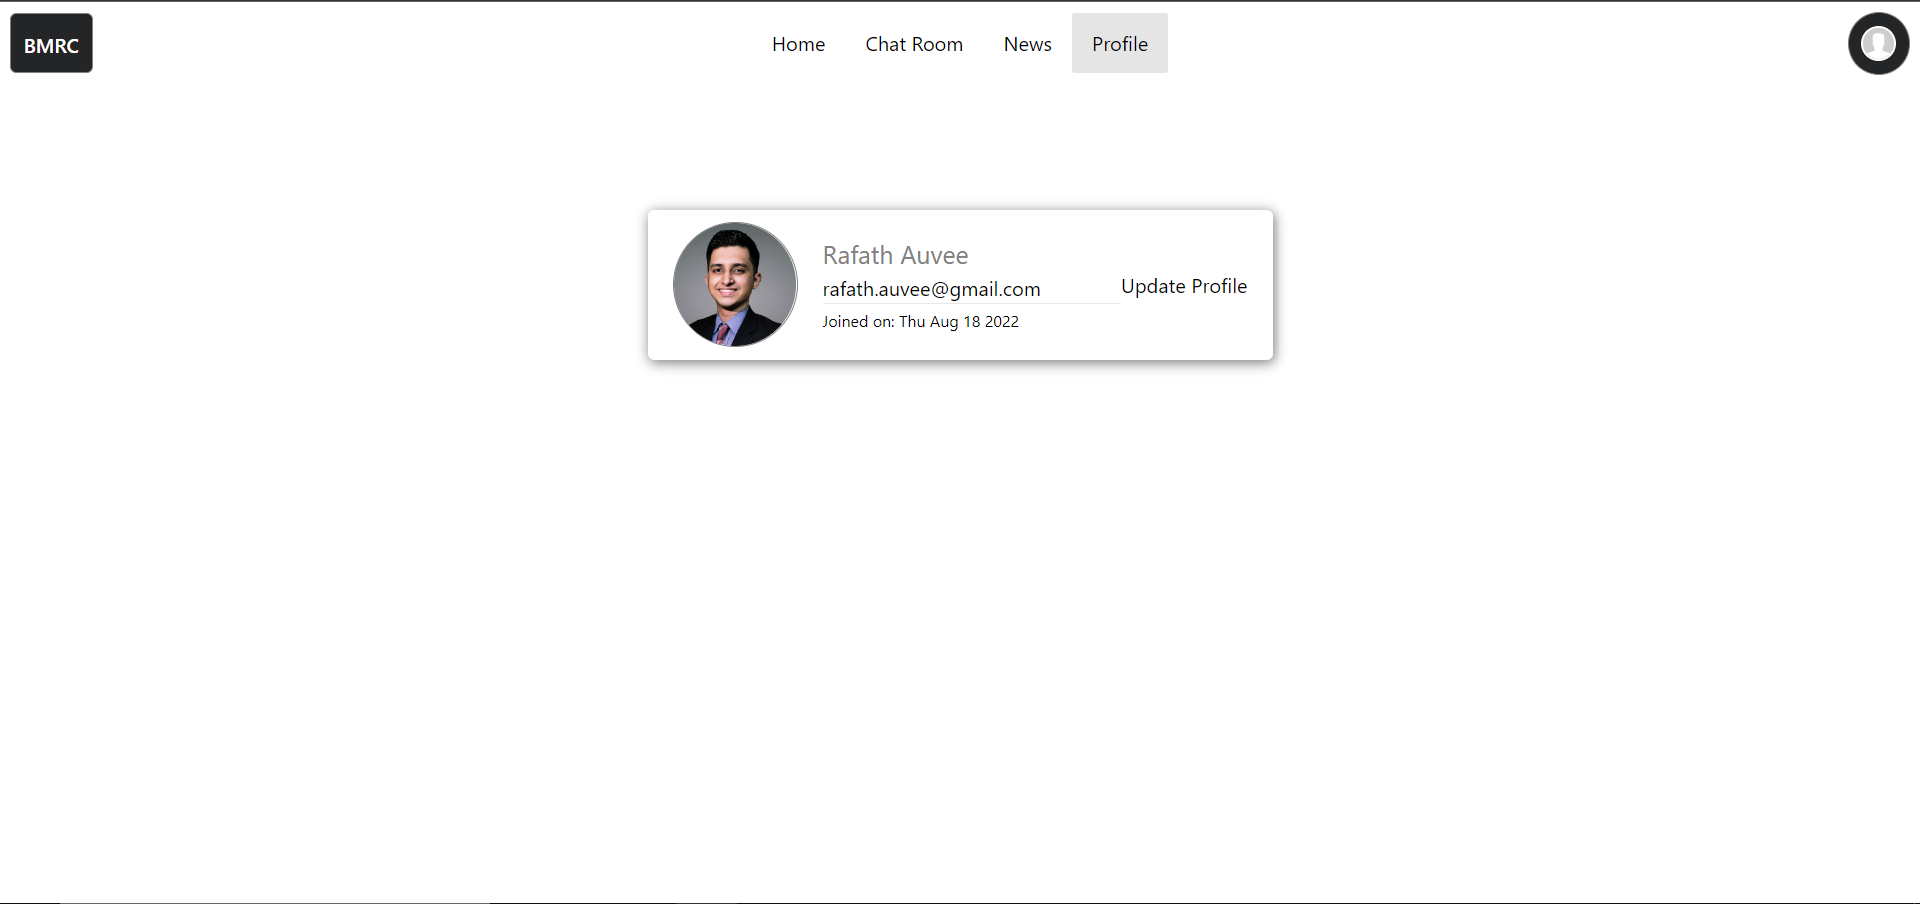 BMRC
Home Chat Room News Profile
Rafath Auvee
rafath.auvee@gmail.com
Update Profile
Joined on: Thu Aug 18 2022